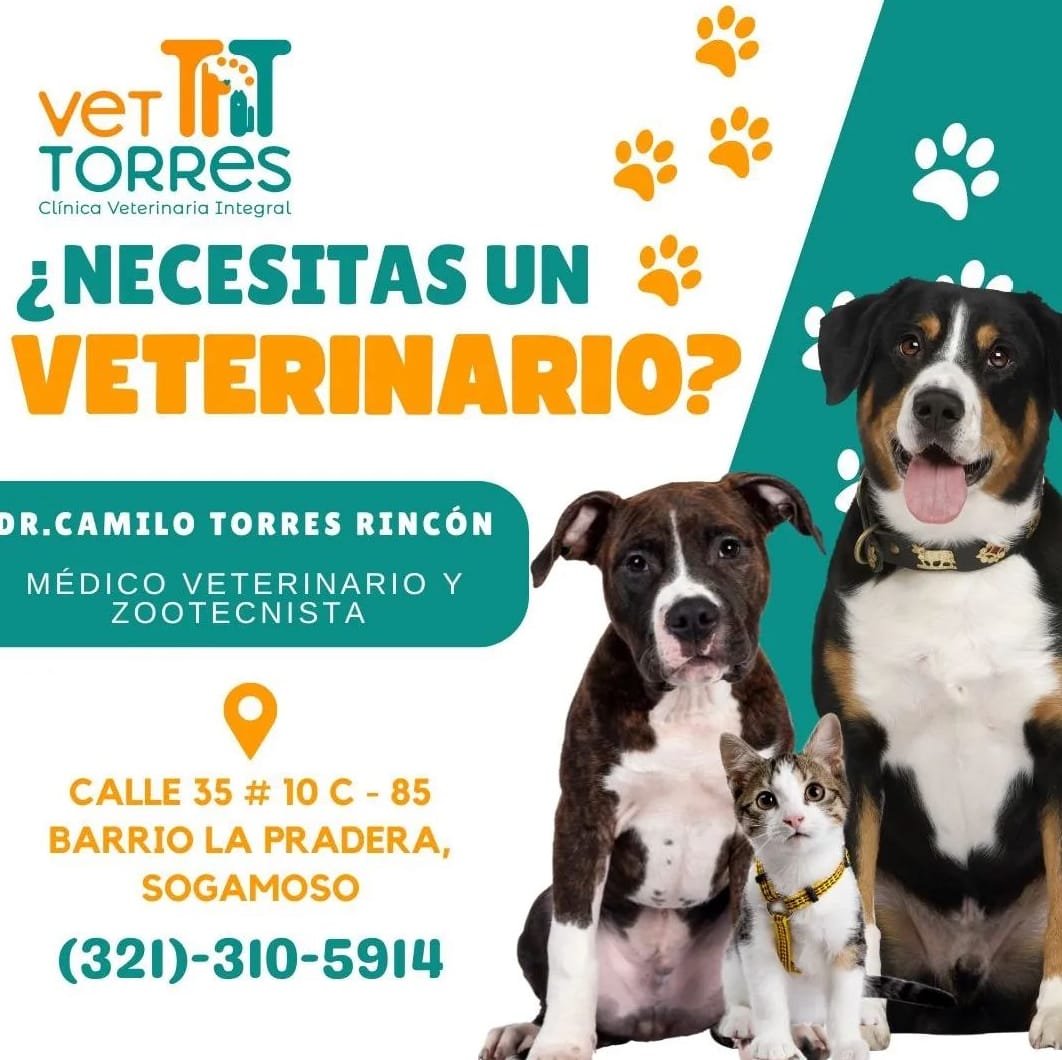 VET TORRES
Clínica Veterinaria Integral
¿NECESITAS UN
VETERINARIO?
DR.CAMILO TORRES RINCÓN
MÉDICO VETERINARIO Y
ZOOTECNISTA
CALLE 35 # 10 C - 85
BARRIO LA PRADERA,
SOGAMOSO
(321)-310-5914